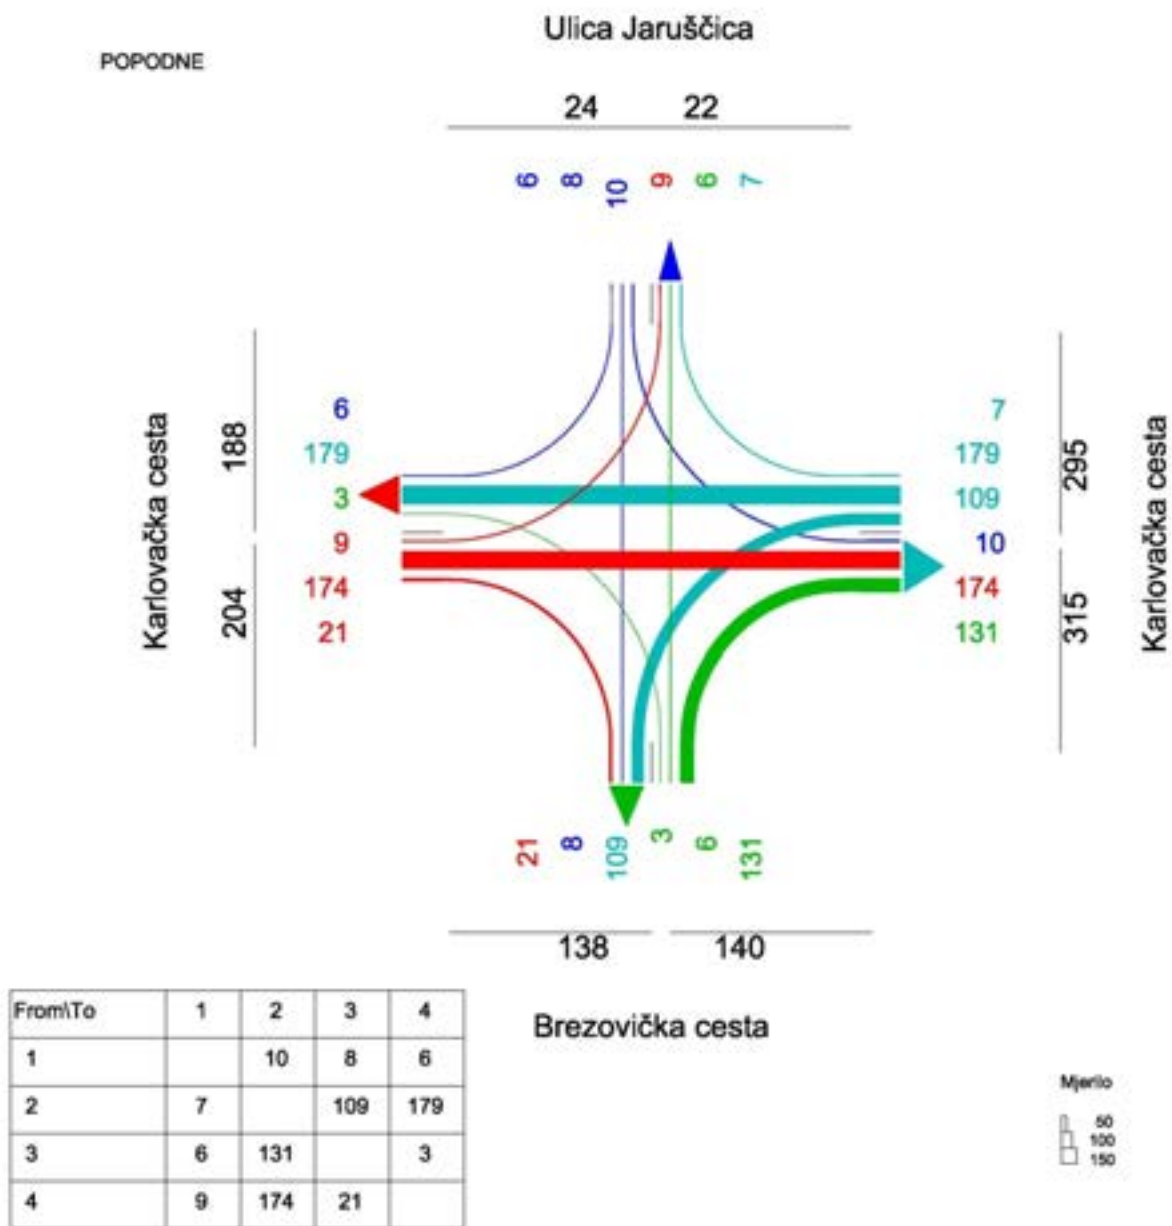 Ulica Jaruščica
POPODNE
24 22
6 8 10 9 6 7
Karlovačka cesta
188
204
6
179
3
9
174
21
7
179
109
10
174
131
295
315
Karlovačka cesta
21 8 109 3 6 131
138 140
Brezovička cesta
From\To 1 2 3 4
1 10 8 6
2 7 109 179
3 6 131 3
4 9 174 21
Mjerilo
50
100
150